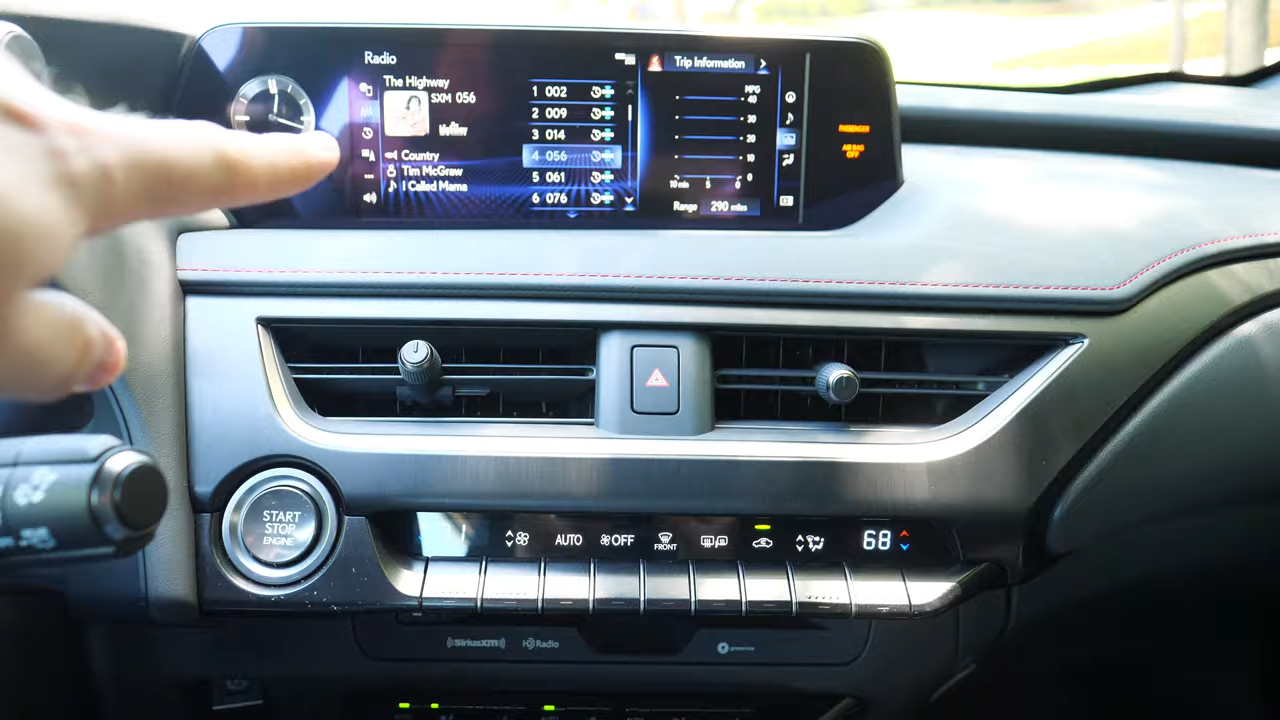 Radio
The Highway
SXM 056
Country
Tim McGraw
I Called Mama
1 002
2 009
3 014
4 056
5 061
6 076
Trip Information
MPG
40
30
20
10
0
10 min 5 0
Range 290 miles
PASSENGER
AIR BAG
OFF
START
STOP
ENGINE
AUTO
OFF
FRONT
68
SiriusXM
HD Radio
gracenote